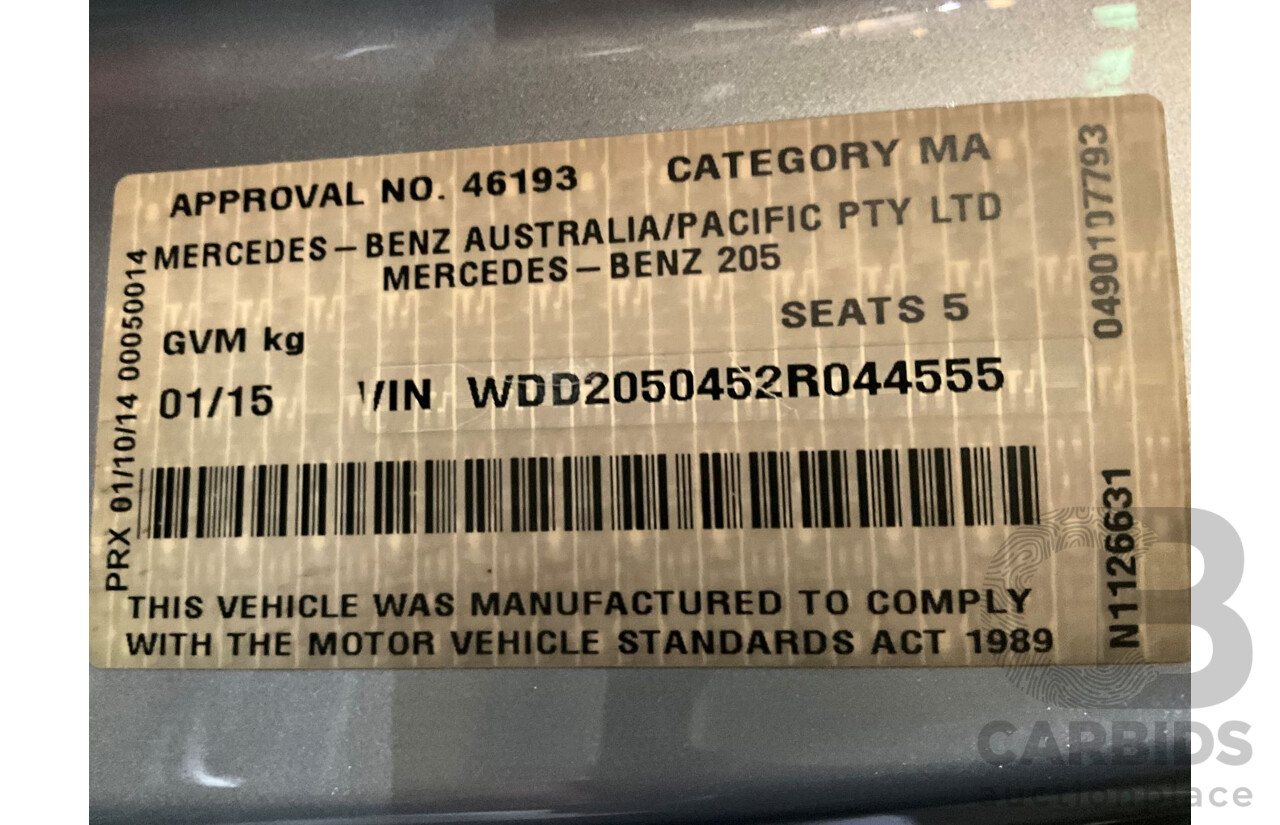 APPROVAL NO. 46193 CATEGORY MA
MERCEDES-BENZ AUSTRALIA/PACIFIC PTY LTD
MERCEDES-BENZ 205
SEATS 5
GVM kg
01/15 VIN WDD2050452R044555
THIS VEHICLE WAS MANUFACTURED TO COMPLY
WITH THE MOTOR VEHICLE STANDARDS ACT 1989
PRX 01/10/14 00050014
0490107793
N1126631
CB
CARBIDS
auctionplace